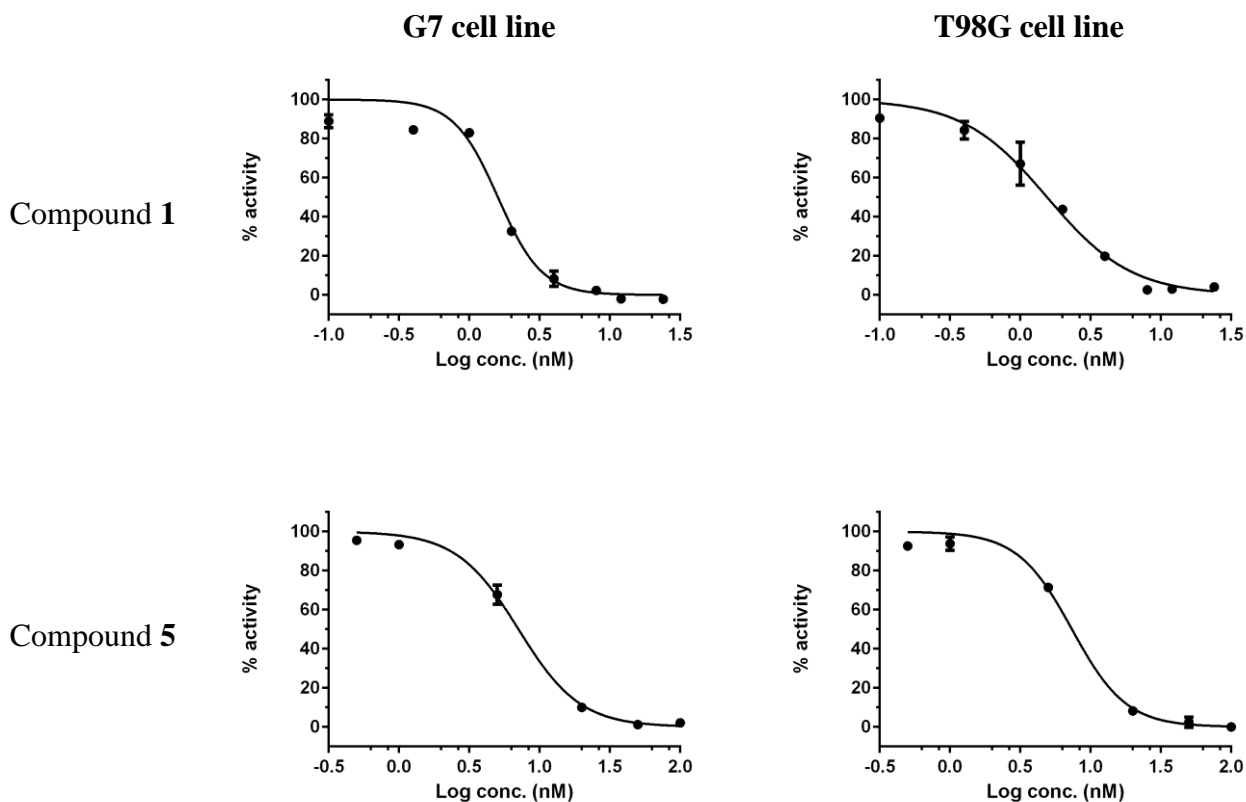 G7 cell line
T98G cell line
Compound 1
% activity
100
80
60
40
20
0
-1.0 -0.5 0.0 0.5 1.0 1.5
Log conc. (nM)
% activity
100
80
60
40
20
0
-1.0 -0.5 0.0 0.5 1.0 1.5
Log conc. (nM)
Compound 5
% activity
100
80
60
40
20
0
-0.5 0.0 0.5 1.0 1.5 2.0
Log conc. (nM)
% activity
100
80
60
40
20
0
-0.5 0.0 0.5 1.0 1.5 2.0
Log conc. (nM)